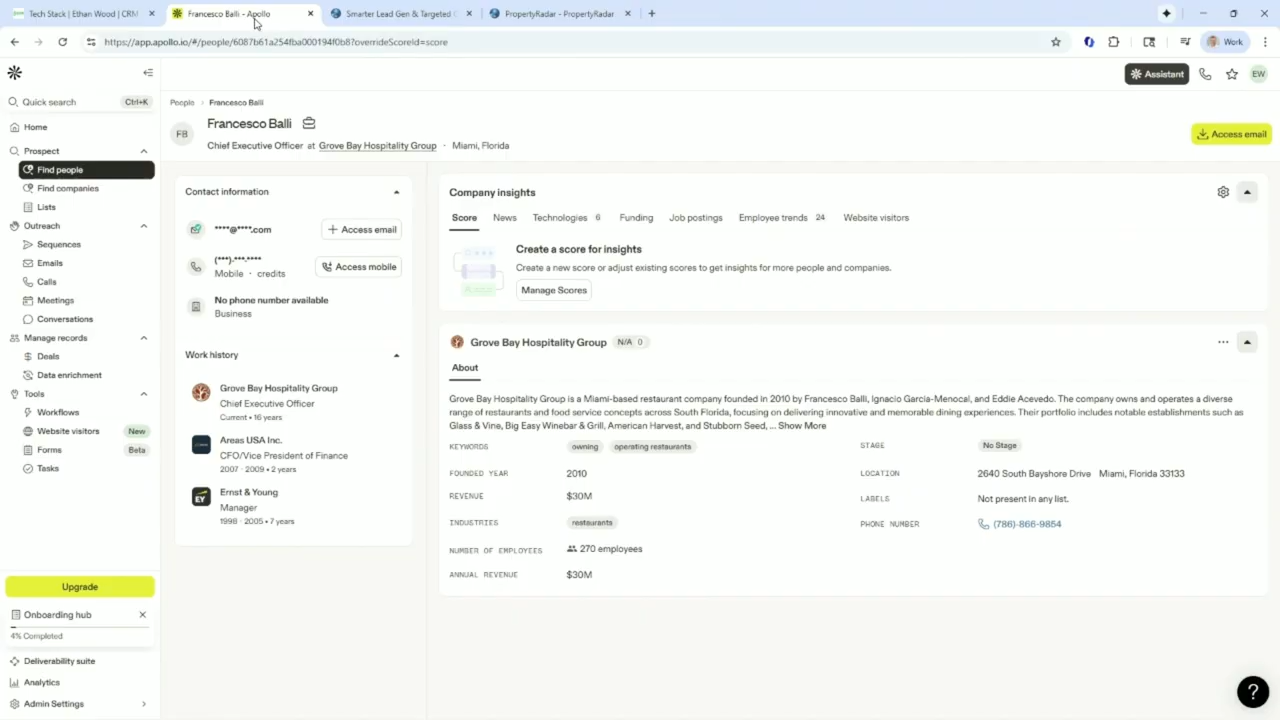 Tech Stack | Ethan Wood | CRM
Francesco Balli - Apollo
Smarter Lead Gen & Targeted C
PropertyRadar - PropertyRadar
https://app.apollo.io/#/people/6087b61a254fba000194f0b8?overrideScoreId=score
Work
Assistant
EW
Quick search
Ctrl+K
Home
Prospect
Find people
Find companies
Lists
Outreach
Sequences
Emails
Calls
Meetings
Conversations
Manage records
Deals
Data enrichment
Tools
Workflows
Website visitors New
Forms Beta
Tasks
Upgrade
Onboarding hub
4% Completed
Deliverability suite
Analytics
Admin Settings
People > Francesco Balli
FB
Francesco Balli
Chief Executive Officer at Grove Bay Hospitality Group · Miami, Florida
Access email
Contact information
****@****.com
Access email
(***).***.****
Mobile · credits
Access mobile
No phone number available
Business
Work history
Grove Bay Hospitality Group
Chief Executive Officer
Current • 16 years
Areas USA Inc.
CFO/Vice President of Finance
2007 - 2009 • 2 years
EY
Ernst & Young
Manager
1998 - 2005 • 7 years
Company insights
Score News Technologies 6 Funding Job postings Employee trends 24 Website visitors
Create a score for insights
Create a new score or adjust existing scores to get insights for more people and companies.
Manage Scores
Grove Bay Hospitality Group N/A 0
About
Grove Bay Hospitality Group is a Miami-based restaurant company founded in 2010 by Francesco Balli, Ignacio Garcia-Menocal, and Eddie Acevedo. The company owns and operates a diverse
range of restaurants and food service concepts across South Florida, focusing on delivering innovative and memorable dining experiences. Their portfolio includes notable establishments such as
Glass & Vine, Big Easy Winebar & Grill, American Harvest, and Stubborn Seed, ... Show More
KEYWORDS owning operating restaurants
FOUNDED YEAR 2010
REVENUE $30M
INDUSTRIES restaurants
NUMBER OF EMPLOYEES 270 employees
ANNUAL REVENUE $30M
STAGE No Stage
LOCATION 2640 South Bayshore Drive Miami, Florida 33133
LABELS Not present in any list.
PHONE NUMBER (786)-866-9854
?